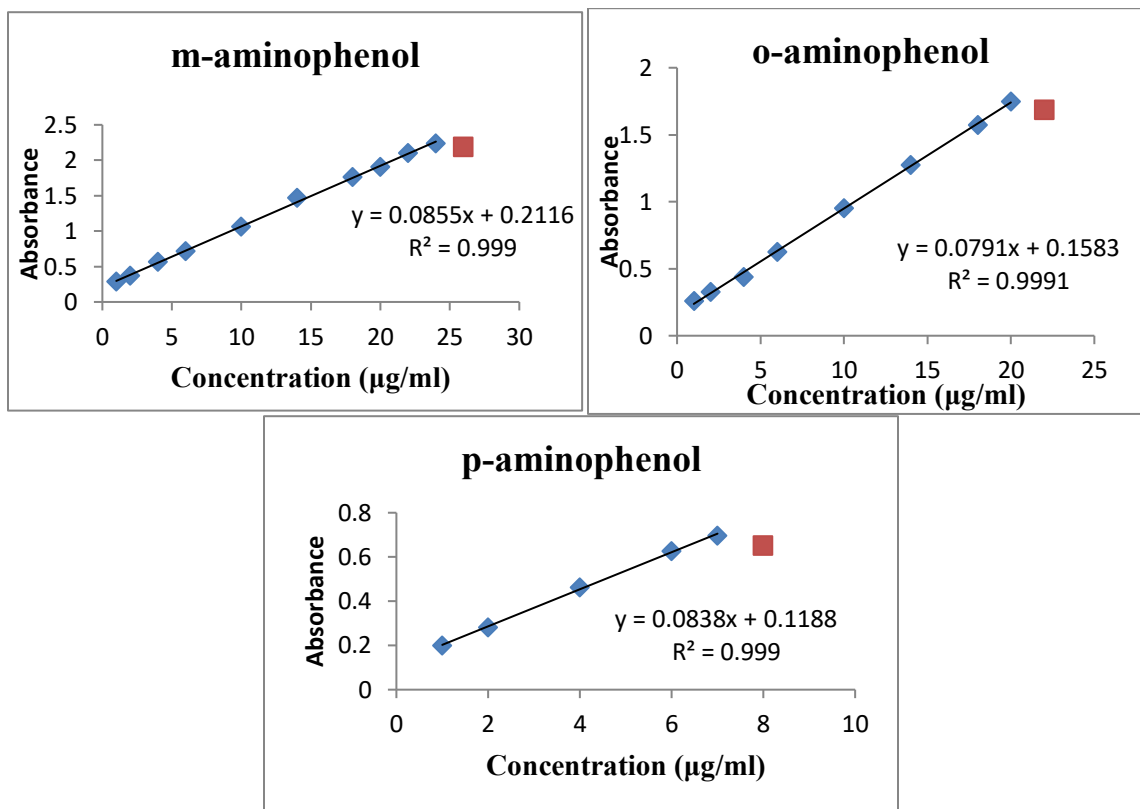 m-aminophenol
2.5
2
1.5
1
0.5
0
Absorbance
y = 0.0855x + 0.2116
R² = 0.999
0 5 10 15 20 25 30
Concentration (μg/ml)
o-aminophenol
2
1.5
1
0.5
0
Absorbance
y = 0.0791x + 0.1583
R² = 0.9991
0 5 10 15 20 25
Concentration (μg/ml)
p-aminophenol
0.8
0.6
0.4
0.2
0
Absorbance
y = 0.0838x + 0.1188
R² = 0.999
0 2 4 6 8 10
Concentration (μg/ml)